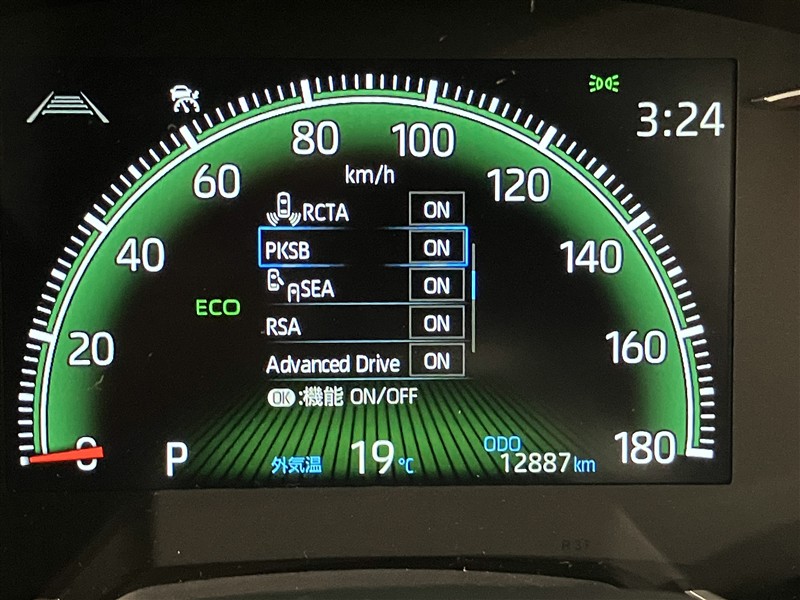 3:24
80
100
km/h
60
120
RCTA ON
40
PKSB ON
140
SEA ON
ECO
RSA ON
20
160
Advanced Drive ON
OK:機能 ON/OFF
0
P
外気温 19℃
ODO
12887km
180